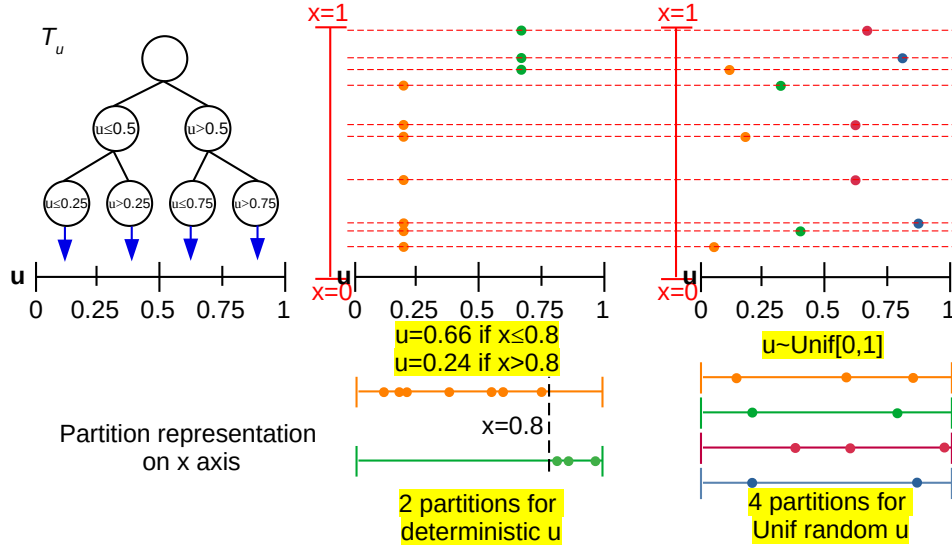 T_u
u≤0.5
u>0.5
u≤0.25
u>0.25
u≤0.75
u>0.75
u
0 0.25 0.5 0.75 1
x=1
x=0
u
0 0.25 0.5 0.75 1
u=0.66 if x≤0.8
u=0.24 if x>0.8
x=1
x=0
u
0 0.25 0.5 0.75 1
u~Unif[0,1]
Partition representation
on x axis
x=0.8
2 partitions for
deterministic u
4 partitions for
Unif random u